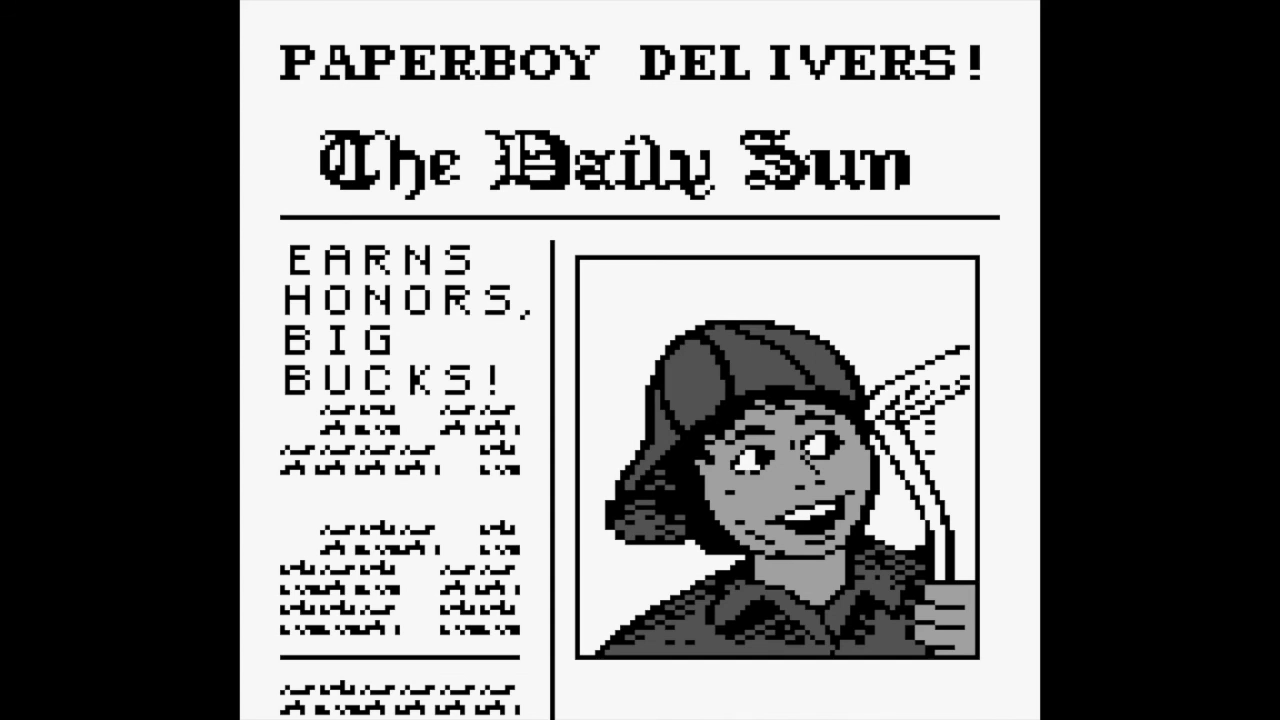 PAPERBOY DELIVERS!
The Daily Sun
EARNS
HONORS,
BIG
BUCKS!